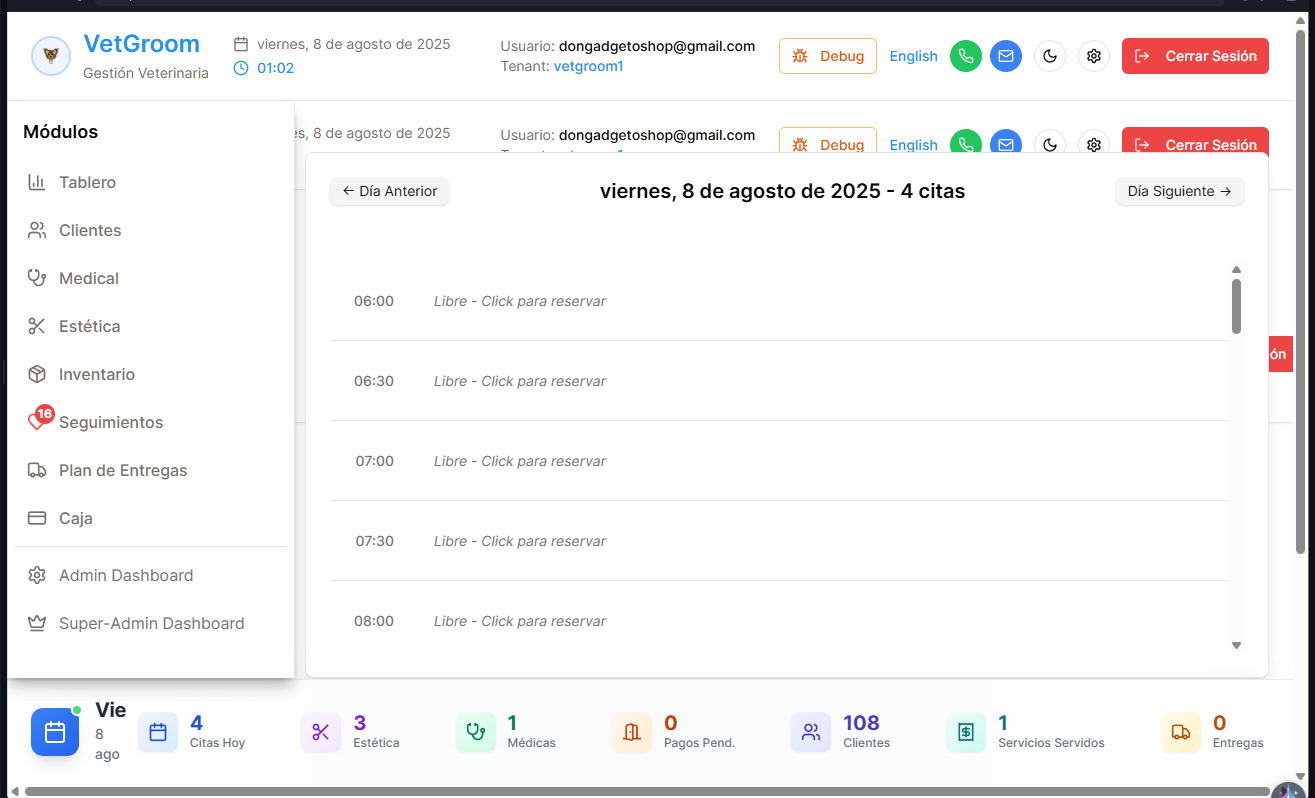 VetGroom
Gestión Veterinaria
viernes, 8 de agosto de 2025
01:02
Usuario: dongadgetoshop@gmail.com
Tenant: vetgroom1
Debug
English
Cerrar Sesión
es, 8 de agosto de 2025
Usuario: dongadgetoshop@gmail.com
Debug
English
Cerrar Sesión
Módulos
Tablero
Clientes
Medical
Estética
Inventario
16
Seguimientos
Plan de Entregas
Caja
Admin Dashboard
Super-Admin Dashboard
← Día Anterior
viernes, 8 de agosto de 2025 - 4 citas
Día Siguiente →
06:00 Libre - Click para reservar
06:30 Libre - Click para reservar
07:00 Libre - Click para reservar
07:30 Libre - Click para reservar
08:00 Libre - Click para reservar
ón
Vie
8
ago
4
Citas Hoy
3
Estética
1
Médicas
0
Pagos Pend.
108
Clientes
1
Servicios Servidos
0
Entregas